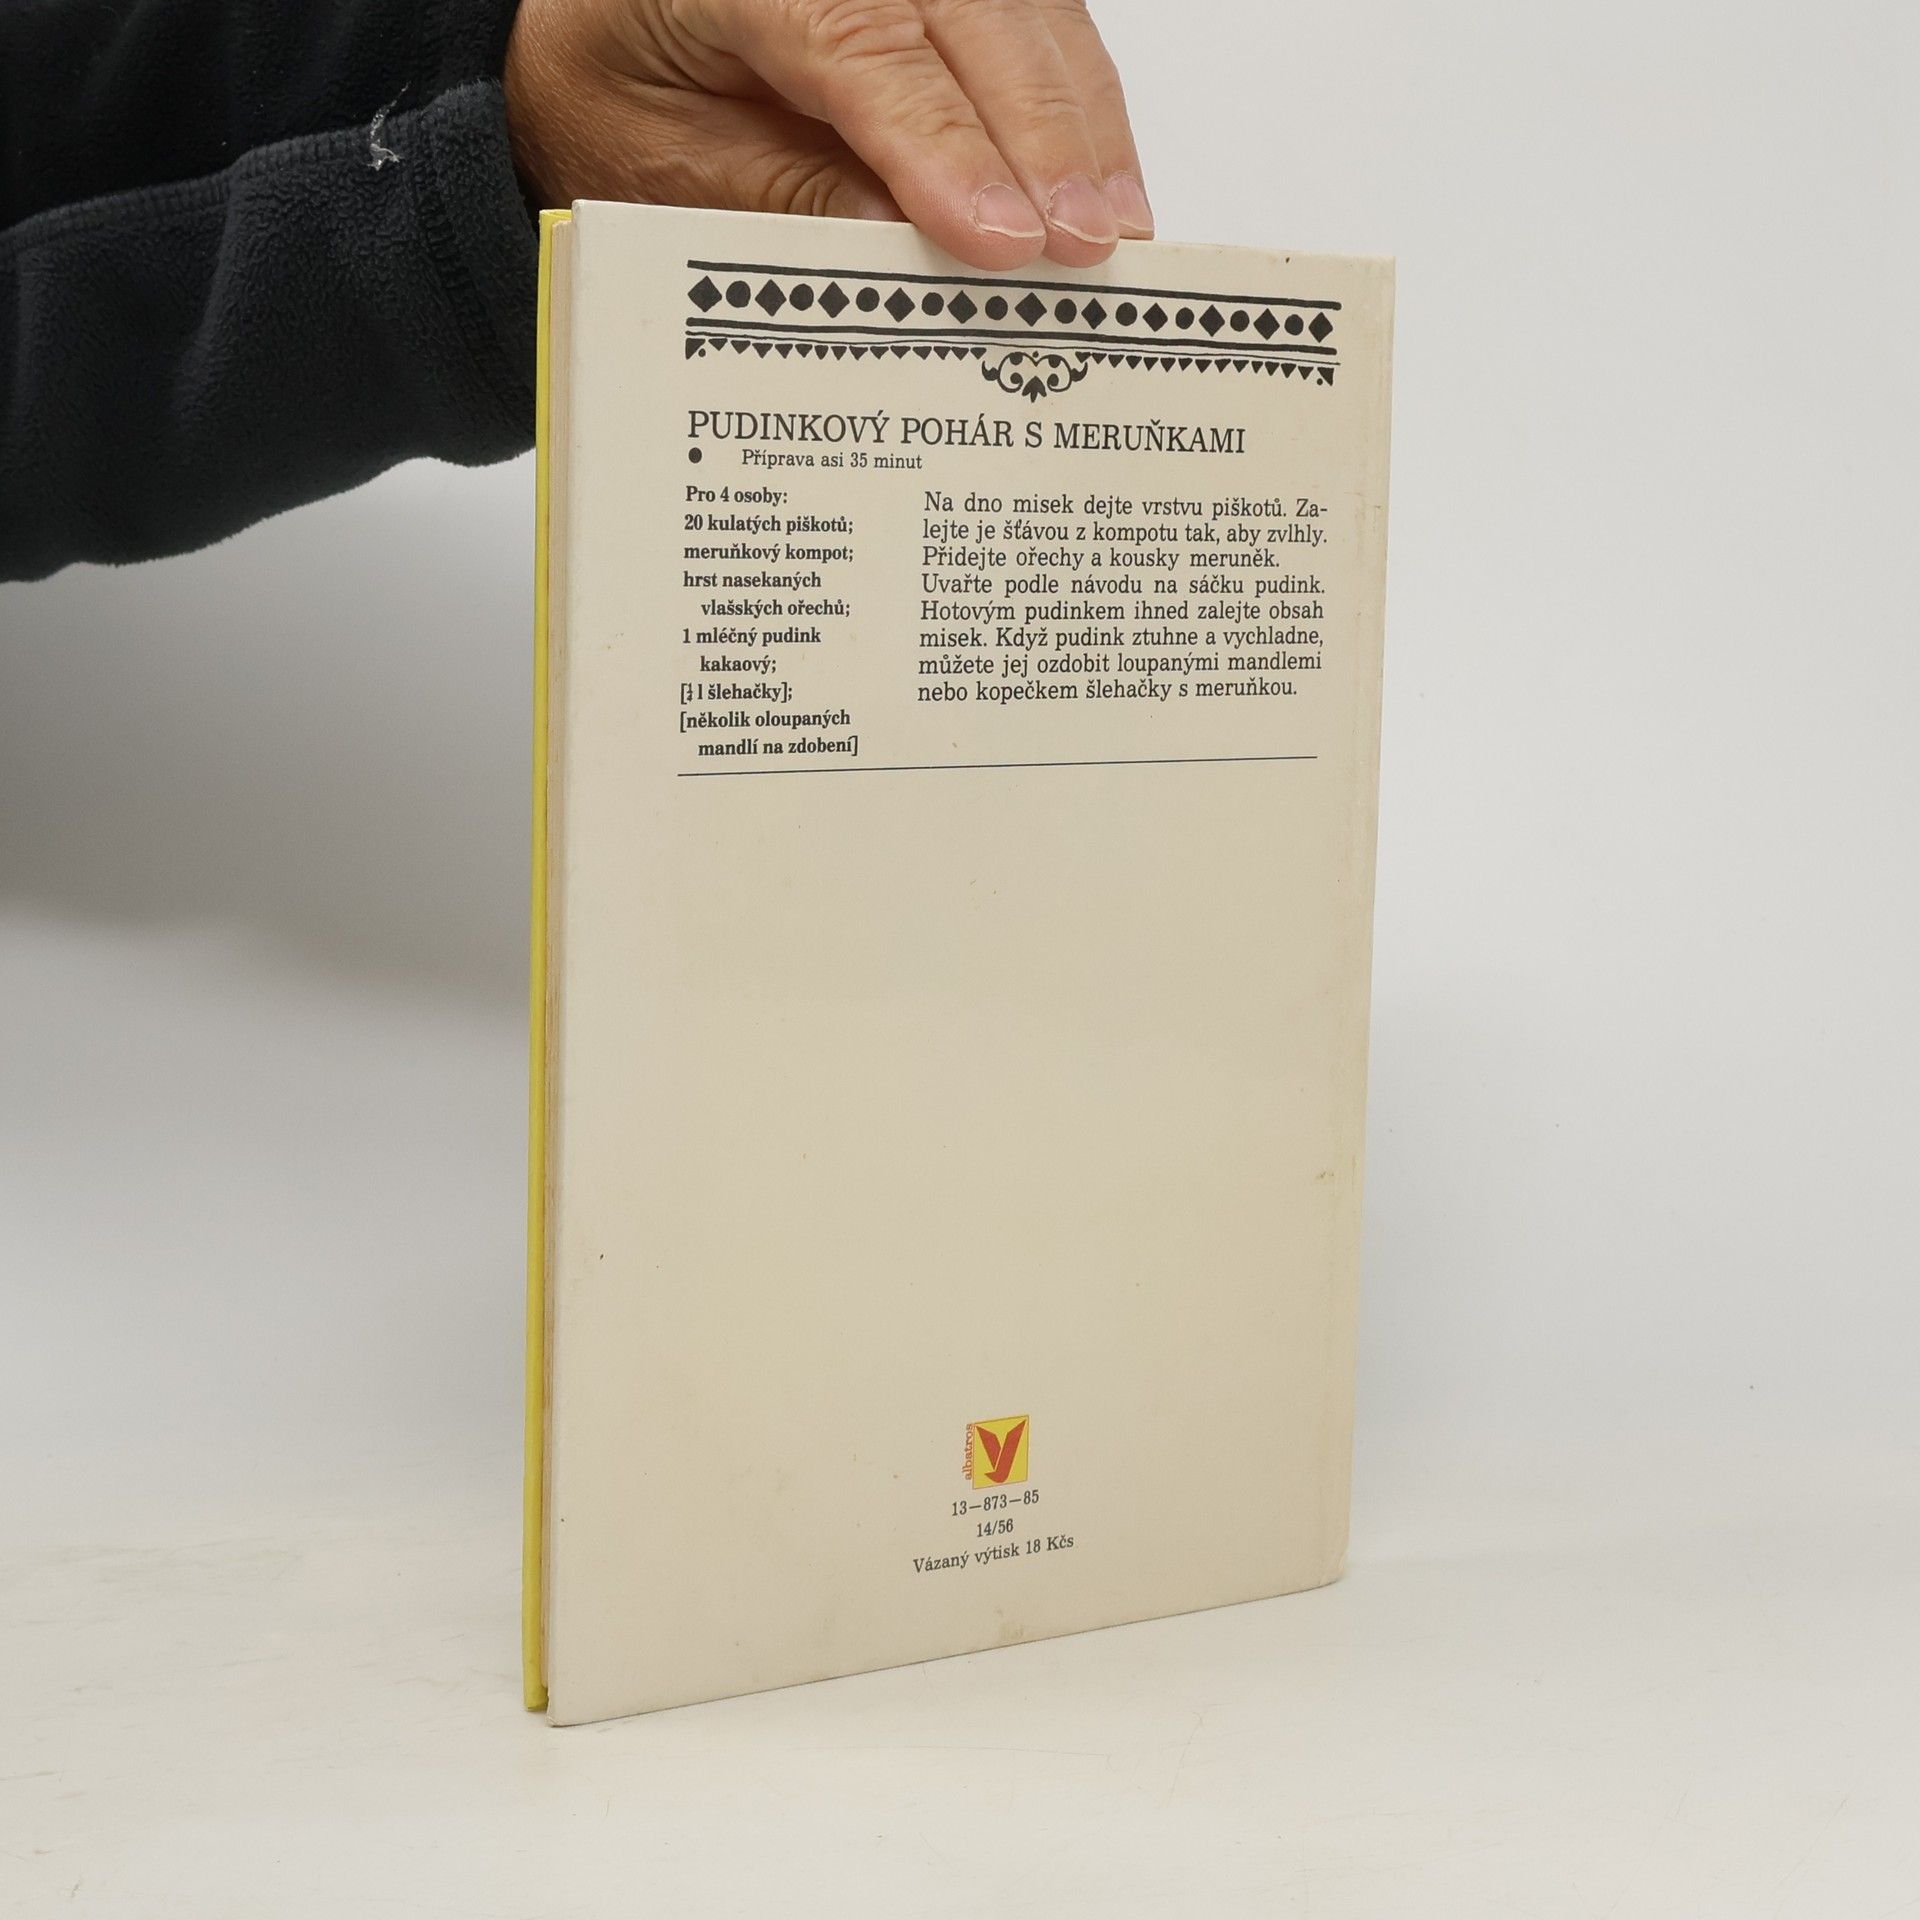 PUDINKOVÝ POHÁR S MERUŇKAMI
● Příprava asi 35 minut
Pro 4 osoby:
20 kulatých piškotů;
meruňkový kompot;
hrst nasekaných
vlašských ořechů;
1 mléčný pudink
kakaový;
[¼ l šlehačky];
[několik oloupaných
mandlí na zdobení]
Na dno misek dejte vrstvu piškotů. Za-
lejte je šťávou z kompotu tak, aby zvlhly.
Přidejte ořechy a kousky meruněk.
Uvařte podle návodu na sáčku pudink.
Hotovým pudinkem ihned zalejte obsah
misek. Když pudink ztuhne a vychladne,
můžete jej ozdobit loupanými mandlemi
nebo kopečkem šlehačky s meruňkou.
albatros
13—873—85
14/56
Vázaný výtisk 18 Kčs